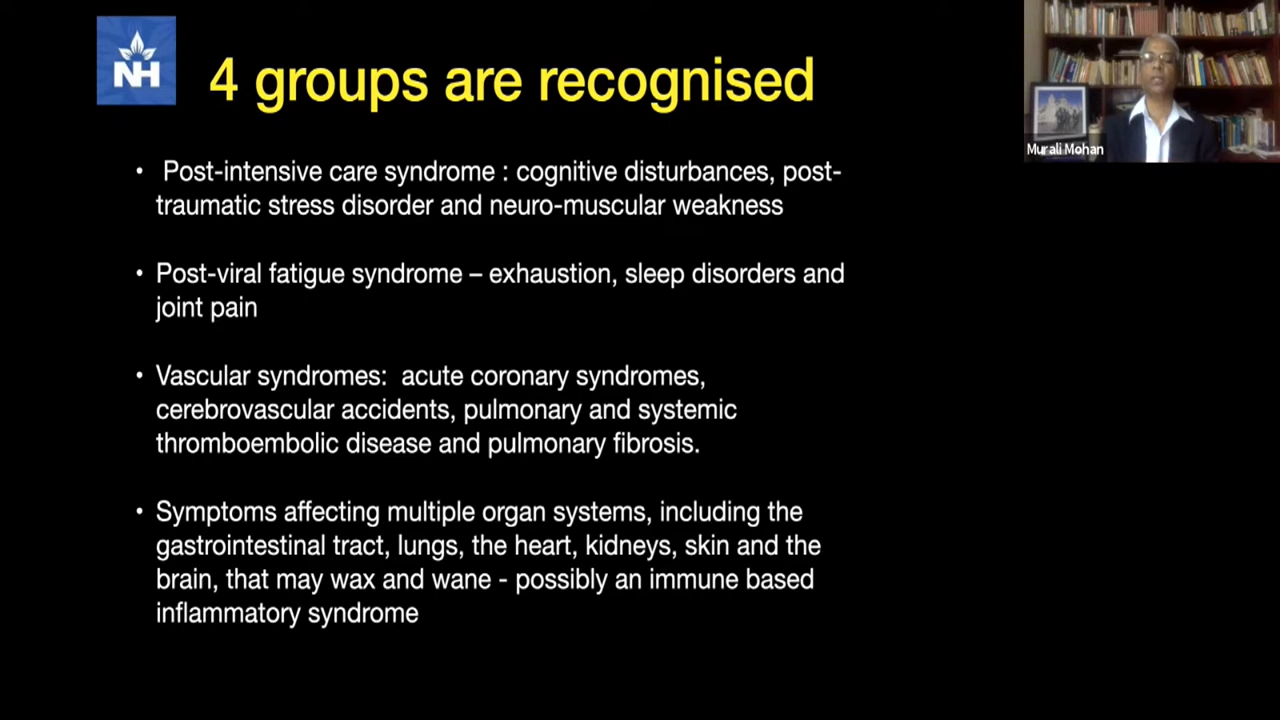 NH
4 groups are recognised
Murali Mohan
• Post-intensive care syndrome : cognitive disturbances, post-
traumatic stress disorder and neuro-muscular weakness
• Post-viral fatigue syndrome – exhaustion, sleep disorders and
joint pain
• Vascular syndromes: acute coronary syndromes,
cerebrovascular accidents, pulmonary and systemic
thromboembolic disease and pulmonary fibrosis.
• Symptoms affecting multiple organ systems, including the
gastrointestinal tract, lungs, the heart, kidneys, skin and the
brain, that may wax and wane - possibly an immune based
inflammatory syndrome